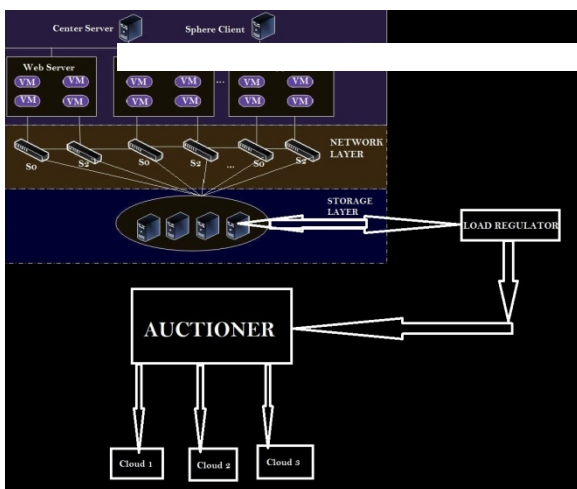 Center Server
Sphere Client
Web Server
VM VM VM VM VM VM
VM VM VM VM VM VM
...
NETWORK
LAYER
S0 S2 S0 S2 ... S0 S2
STORAGE
LAYER
LOAD REGULATOR
AUCTIONER
Cloud 1
Cloud 2
Cloud 3